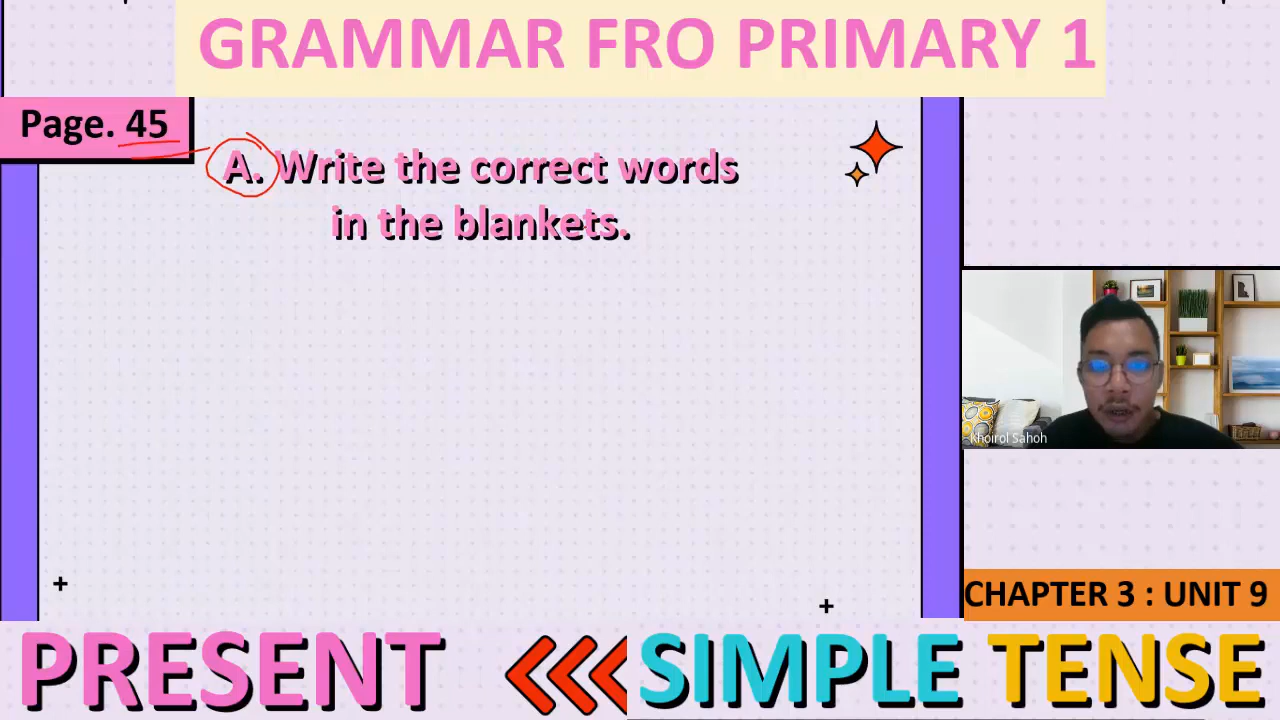 GRAMMAR FRO PRIMARY 1
Page. 45
A. Write the correct words
in the blankets.
Khoirol Sahoh
CHAPTER 3 : UNIT 9
PRESENT
SIMPLE TENSE